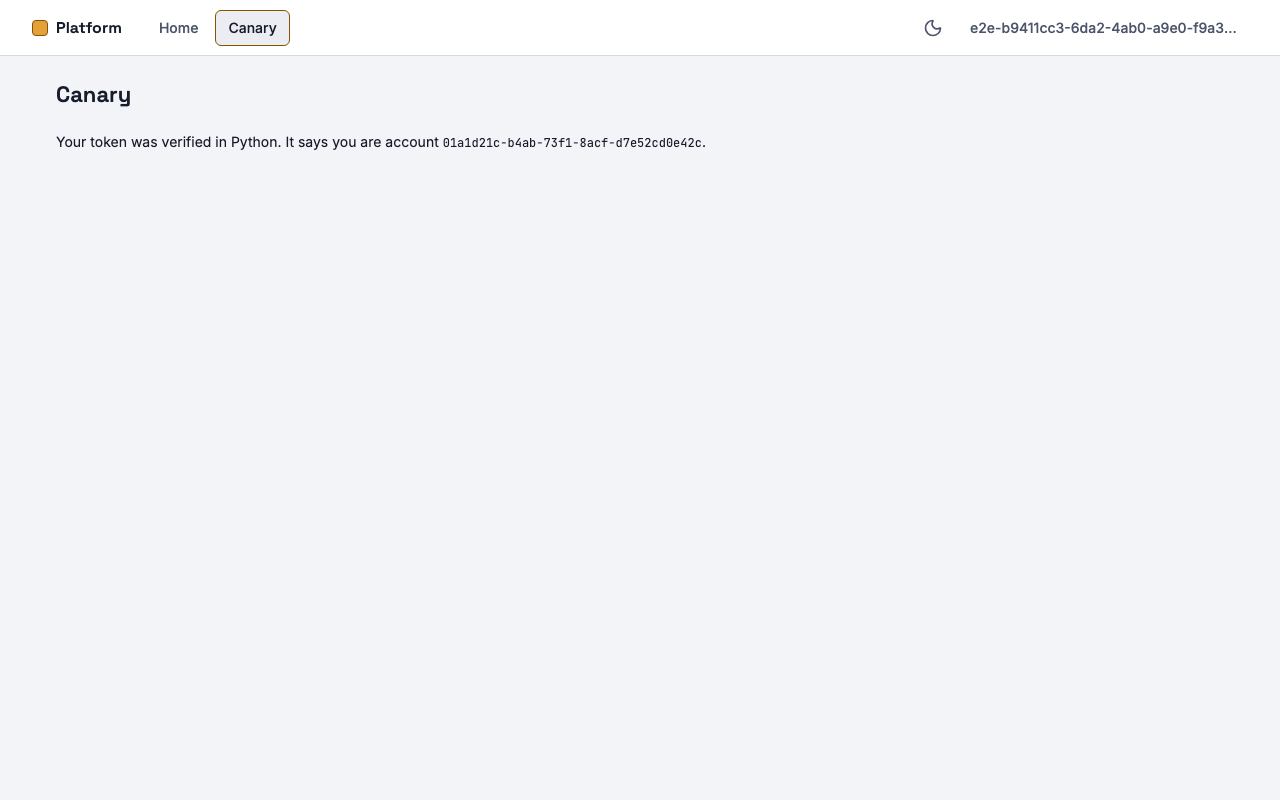 Platform
Home
Canary
e2e-b9411cc3-6da2-4ab0-a9e0-f9a3...
Canary
Your token was verified in Python. It says you are account 01a1d21c-b4ab-73f1-8acf-d7e52cd0e42c.